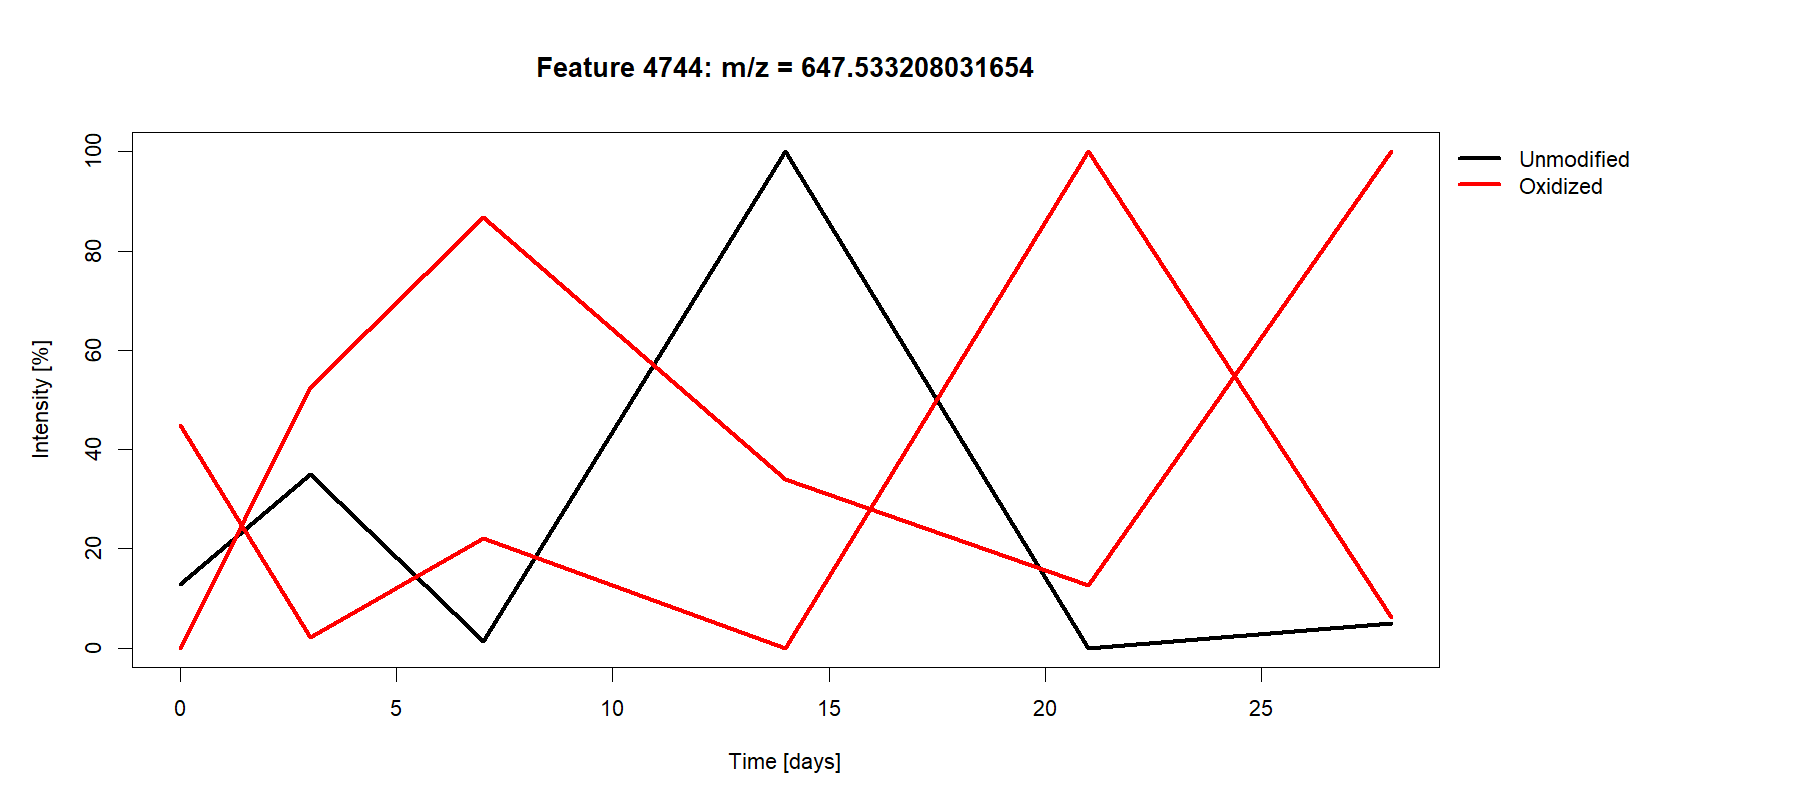 Feature 4744: m/z = 647.533208031654
Unmodified
Oxidized
Intensity [%]
100
80
60
40
20
0
0 5 10 15 20 25
Time [days]